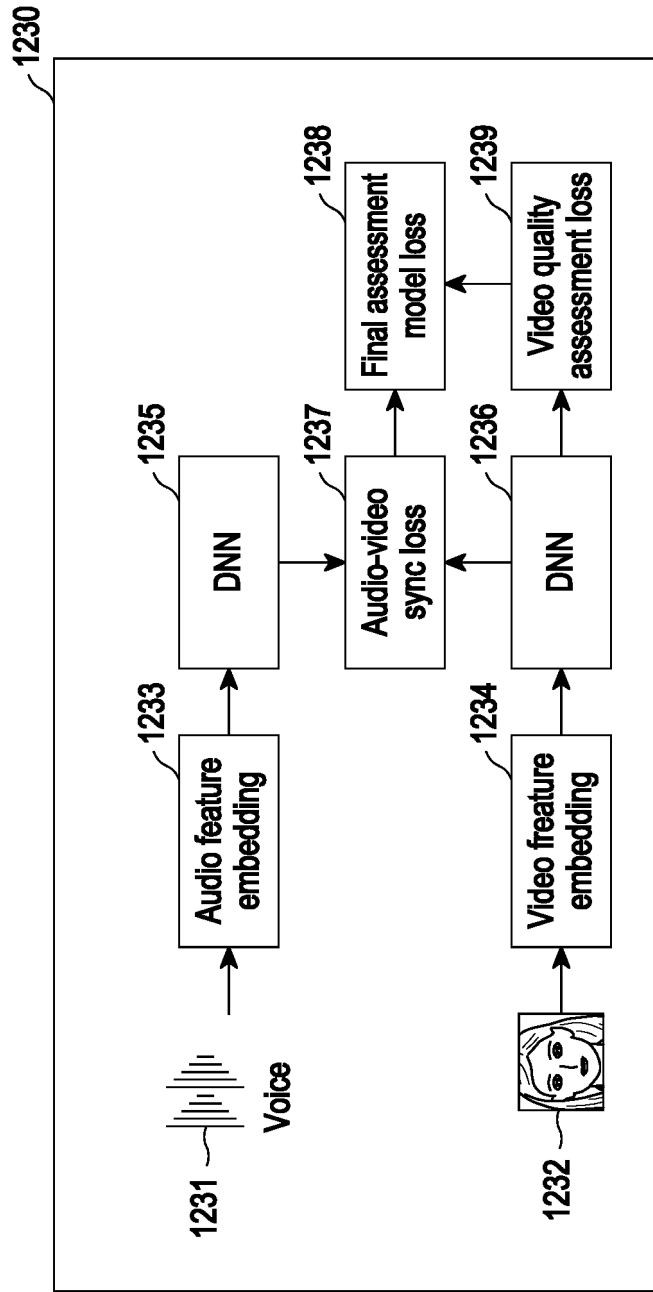 1230
1231
Voice
1233
Audio feature
embedding
1235
DNN
1237
Audio-video
sync loss
1238
Final assessment
model loss
1232
1234
Video freature
embedding
1236
DNN
1239
Video quality
assessment loss